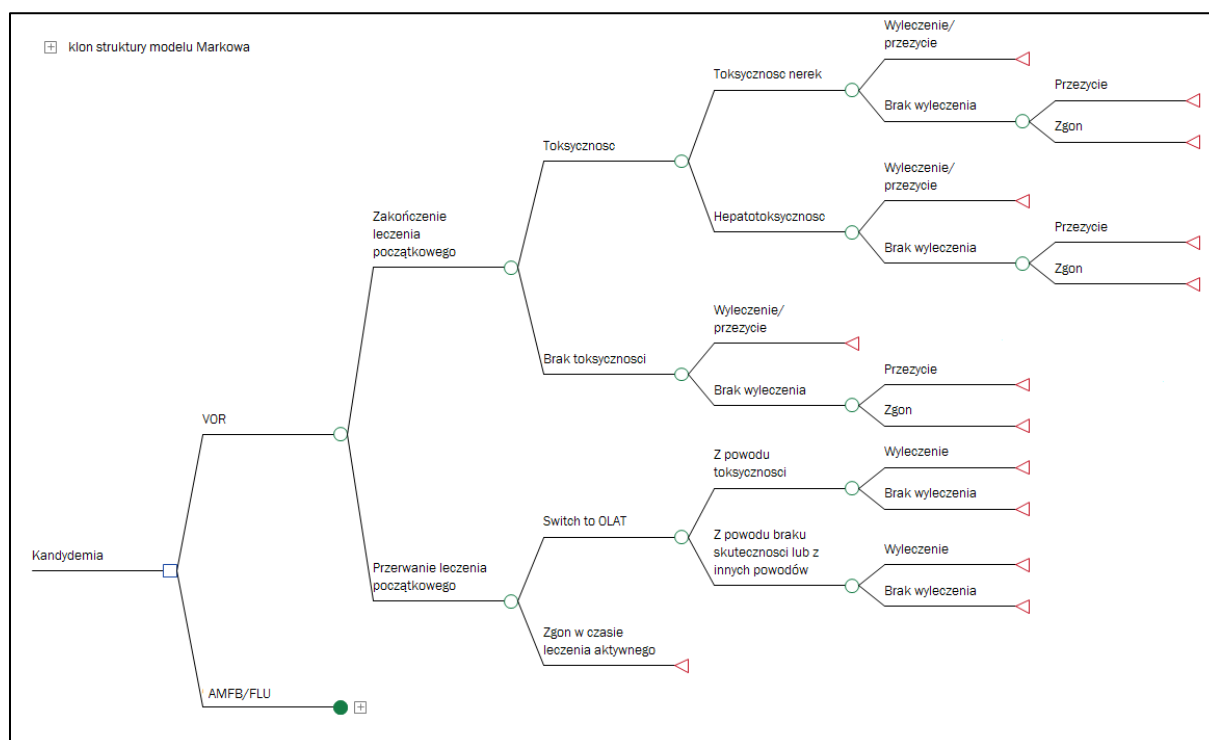 klon struktury modelu Markowa
Wyleczenie/
przezycie
Toksycznosc nerek
Przezycie
Brak wyleczenia
Zgon
Toksycznosc
Wyleczenie/
przezycie
Zakończenie
leczenia
początkowego
Hepatotoksycznosc
Przezycie
Brak wyleczenia
Zgon
Wyleczenie/
przezycie
Brak toksycznosci
Przezycie
Brak wyleczenia
Zgon
VOR
Z powodu
toksycznosci
Wyleczenie
Brak wyleczenia
Switch to OLAT
Z powodu braku
skutecznosci lub z
innych powodów
Wyleczenie
Brak wyleczenia
Kandydemia
Przerwanie leczenia
początkowego
Zgon w czasie
leczenia aktywnego
AMFB/FLU